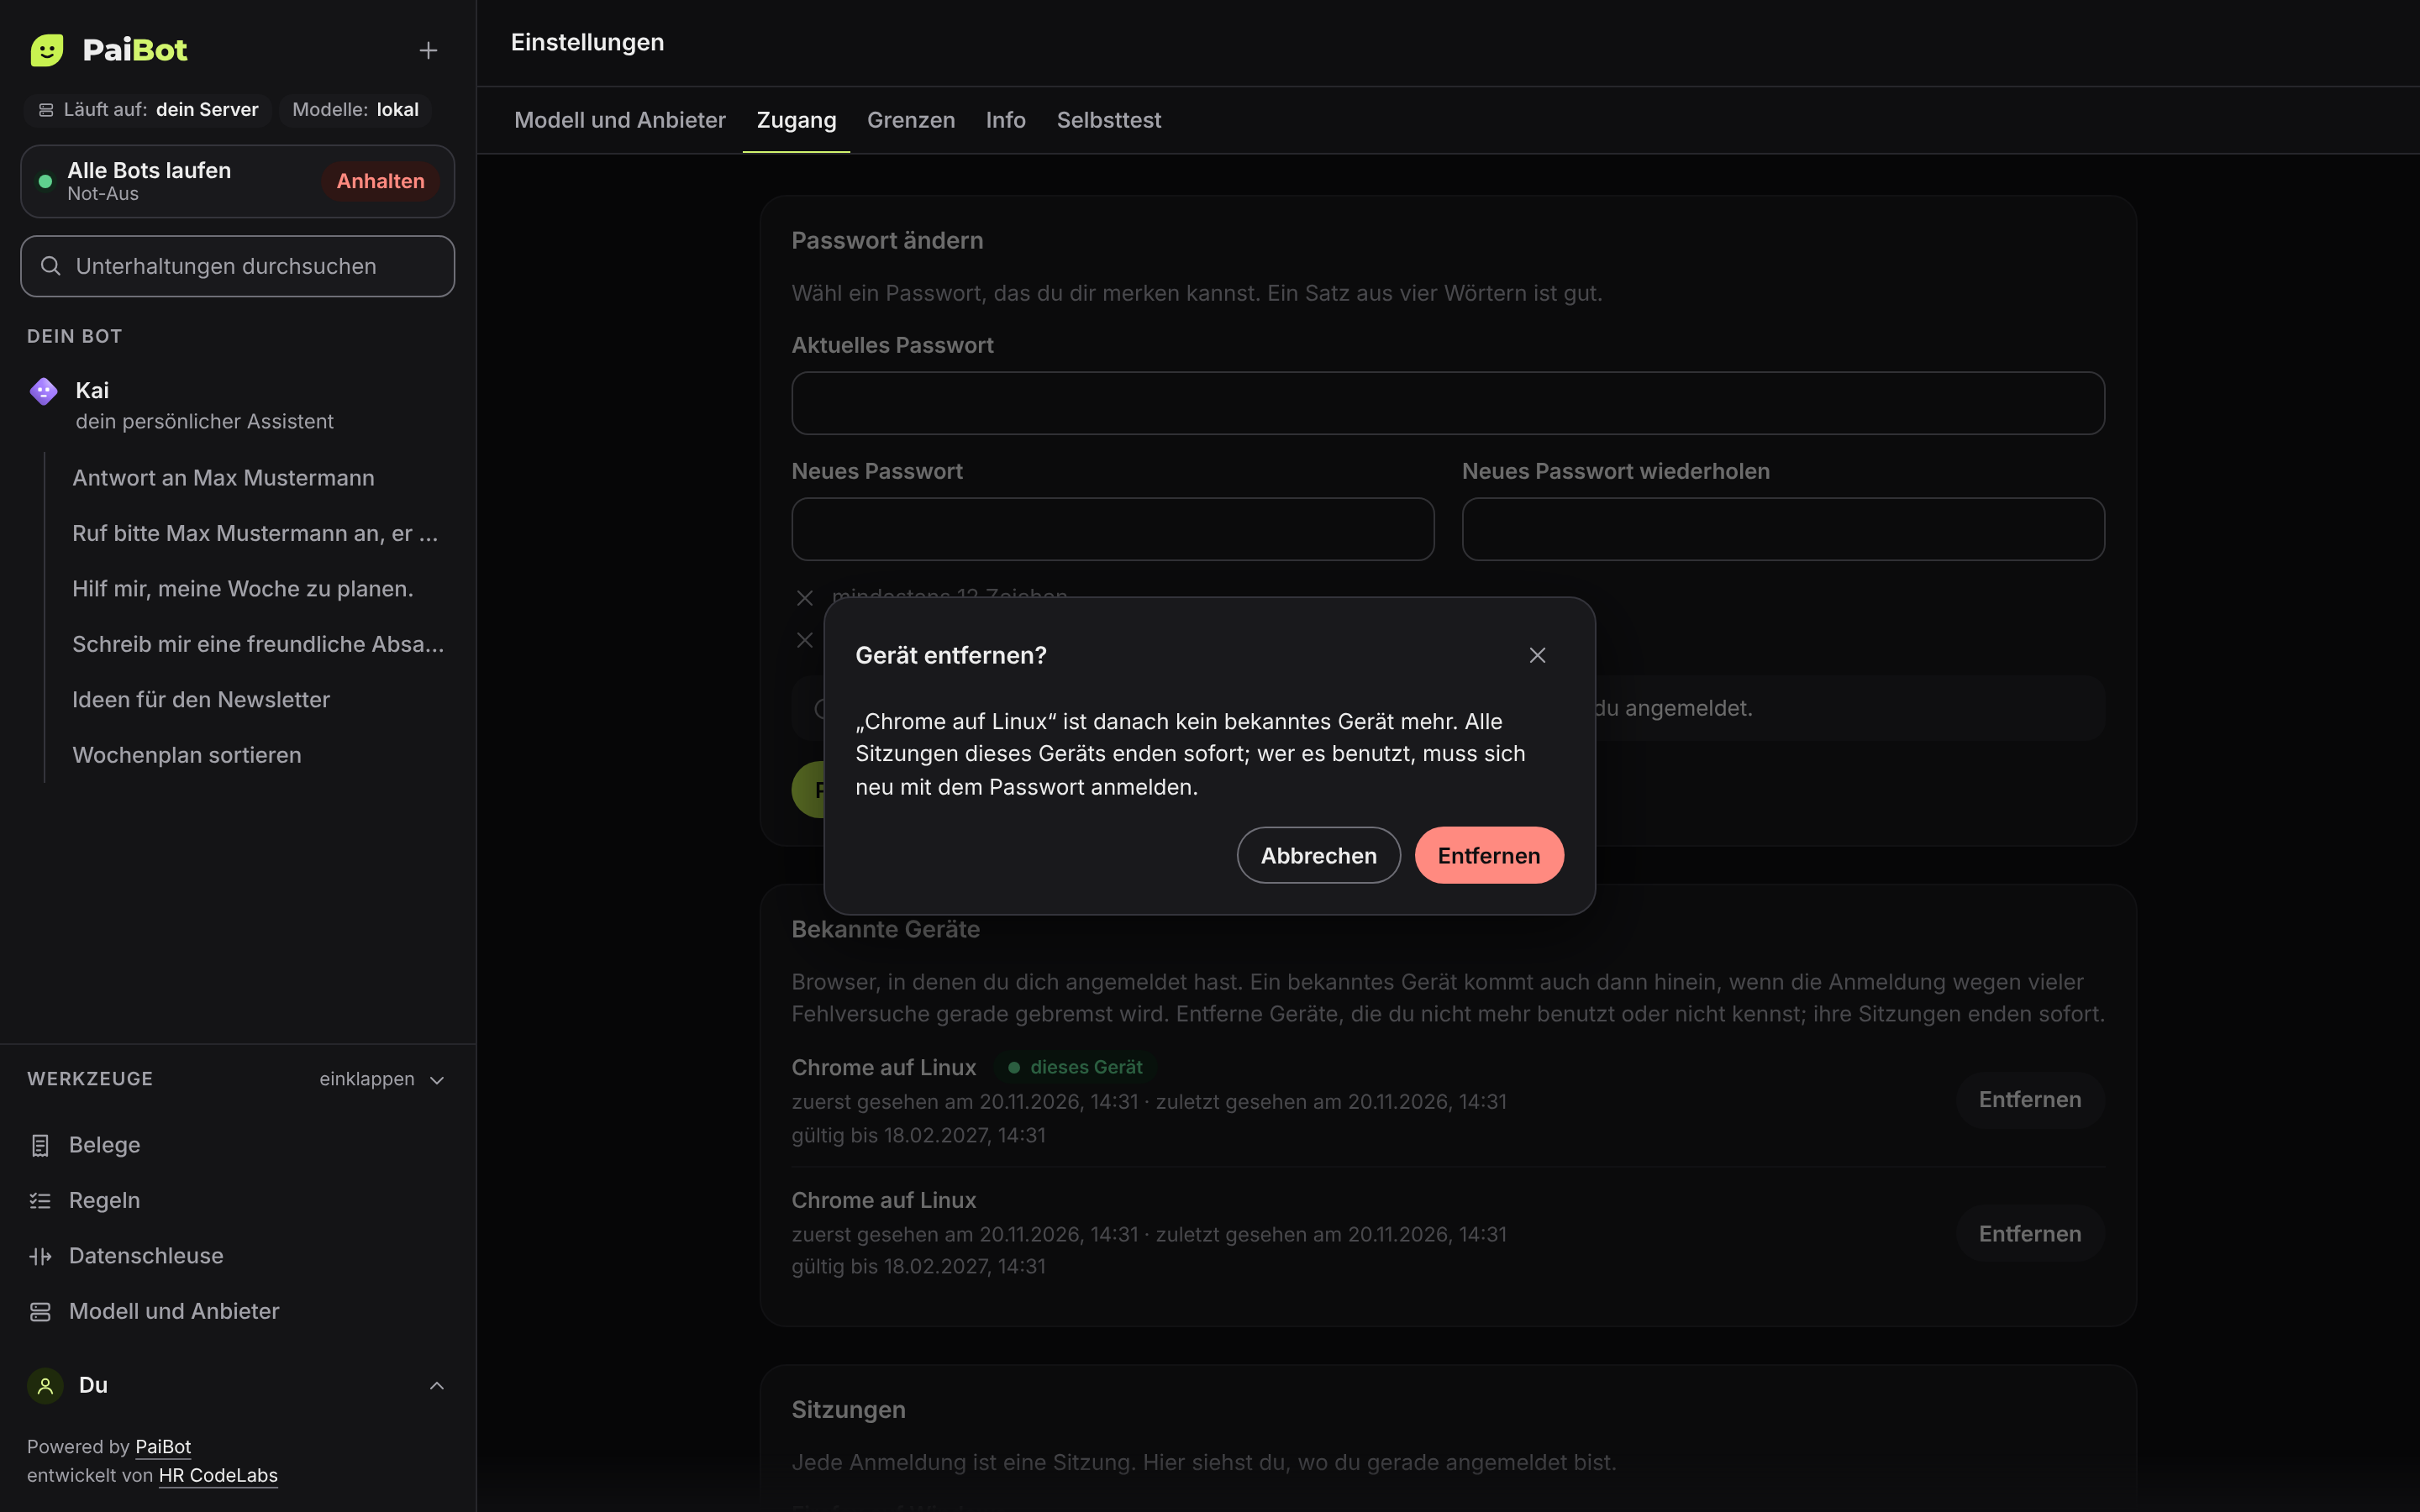 PaiBot
Läuft auf: dein Server
Modelle: lokal
Alle Bots laufen
Not-Aus
Anhalten
Unterhaltungen durchsuchen
DEIN BOT
Kai
dein persönlicher Assistent
Antwort an Max Mustermann
Ruf bitte Max Mustermann an, er ...
Hilf mir, meine Woche zu planen.
Schreib mir eine freundliche Absa...
Ideen für den Newsletter
Wochenplan sortieren
WERKZEUGE
einklappen
Belege
Regeln
Datenschleuse
Modell und Anbieter
Du
Powered by PaiBot
entwickelt von HR CodeLabs
Einstellungen
Modell und Anbieter
Zugang
Grenzen
Info
Selbsttest
Passwort ändern
Wähl ein Passwort, das du dir merken kannst. Ein Satz aus vier Wörtern ist gut.
Aktuelles Passwort
Neues Passwort
Neues Passwort wiederholen
mindestens 12 Zeichen
du angemeldet.
Gerät entfernen?
„Chrome auf Linux“ ist danach kein bekanntes Gerät mehr. Alle
Sitzungen dieses Geräts enden sofort; wer es benutzt, muss sich
neu mit dem Passwort anmelden.
Abbrechen
Entfernen
Bekannte Geräte
Browser, in denen du dich angemeldet hast. Ein bekanntes Gerät kommt auch dann hinein, wenn die Anmeldung wegen vieler
Fehlversuche gerade gebremst wird. Entferne Geräte, die du nicht mehr benutzt oder nicht kennst; ihre Sitzungen enden sofort.
Chrome auf Linux
dieses Gerät
zuerst gesehen am 20.11.2026, 14:31 · zuletzt gesehen am 20.11.2026, 14:31
gültig bis 18.02.2027, 14:31
Entfernen
Chrome auf Linux
zuerst gesehen am 20.11.2026, 14:31 · zuletzt gesehen am 20.11.2026, 14:31
gültig bis 18.02.2027, 14:31
Entfernen
Sitzungen
Jede Anmeldung ist eine Sitzung. Hier siehst du, wo du gerade angemeldet bist.